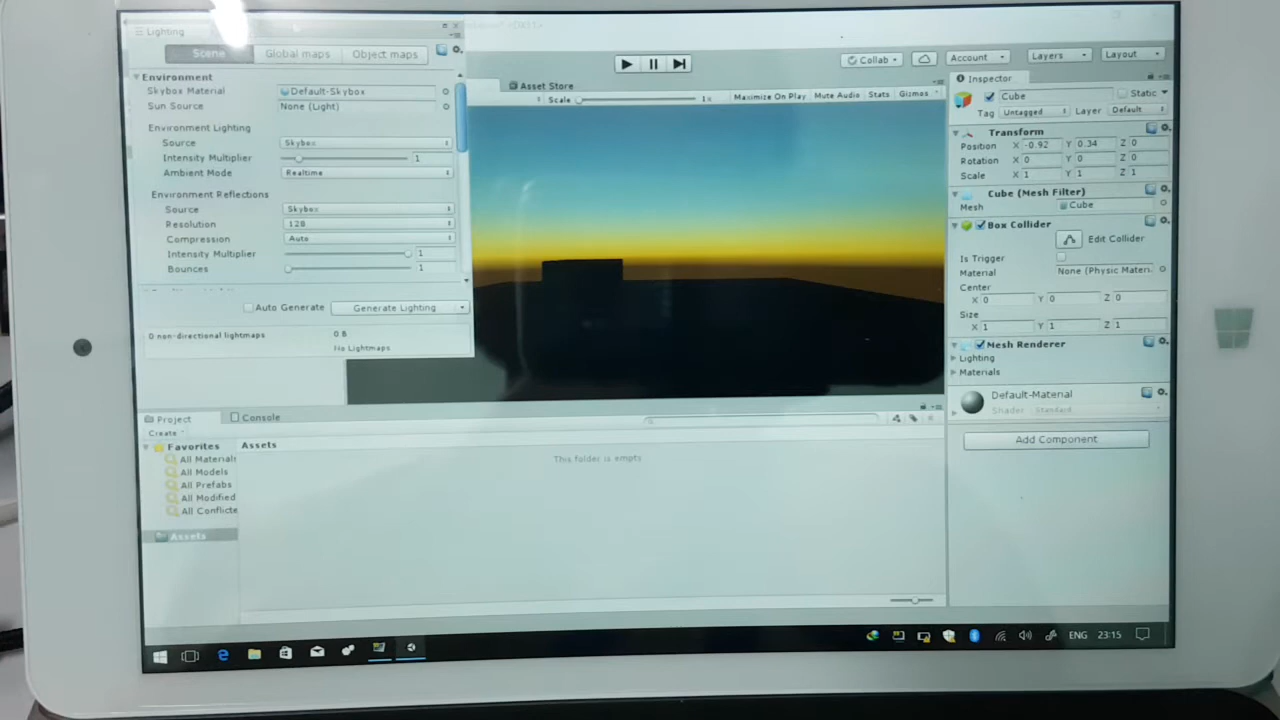 Lighting
Scene Global maps Object maps
Environment
Skybox Material Default-Skybox
Sun Source None (Light)
Environment Lighting
Source Skybox
Intensity Multiplier 1
Ambient Mode Realtime
Environment Reflections
Source Skybox
Resolution 128
Compression Auto
Intensity Multiplier 1
Bounces 1
Auto Generate Generate Lighting
0 non-directional lightmaps 0 B
No Lightmaps
Collab Account Layers Layout
Asset Store
Scale 1x Maximize On Play Mute Audio Stats Gizmos
Inspector
Cube Static
Tag Untagged Layer Default
Transform
Position X -0.92 Y 0.34 Z 0
Rotation X 0 Y 0 Z 0
Scale X 1 Y 1 Z 1
Cube (Mesh Filter)
Mesh Cube
Box Collider
Edit Collider
Is Trigger
Material None (Physic Materi
Center
X 0 Y 0 Z 0
Size
X 1 Y 1 Z 1
Mesh Renderer
Lighting
Materials
Default-Material
Shader Standard
Add Component
Project Console
Create
Favorites
All Materials
All Models
All Prefabs
All Modified
All Conflicte
Assets
Assets
This folder is empty
ENG 23:15